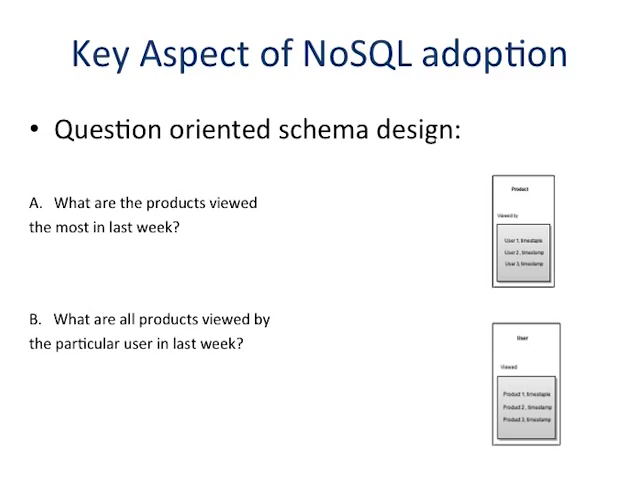 Key Aspect of NoSQL adoption
• Question oriented schema design:
A. What are the products viewed
the most in last week?
Product
Viewed by
User 1, timestaple
User 2 , timestamp
User 3, timestamp
B. What are all products viewed by
the particular user in last week?
User
Viewed
Product 1, timestaple
Product 2 , timestamp
Product 3, timestamp